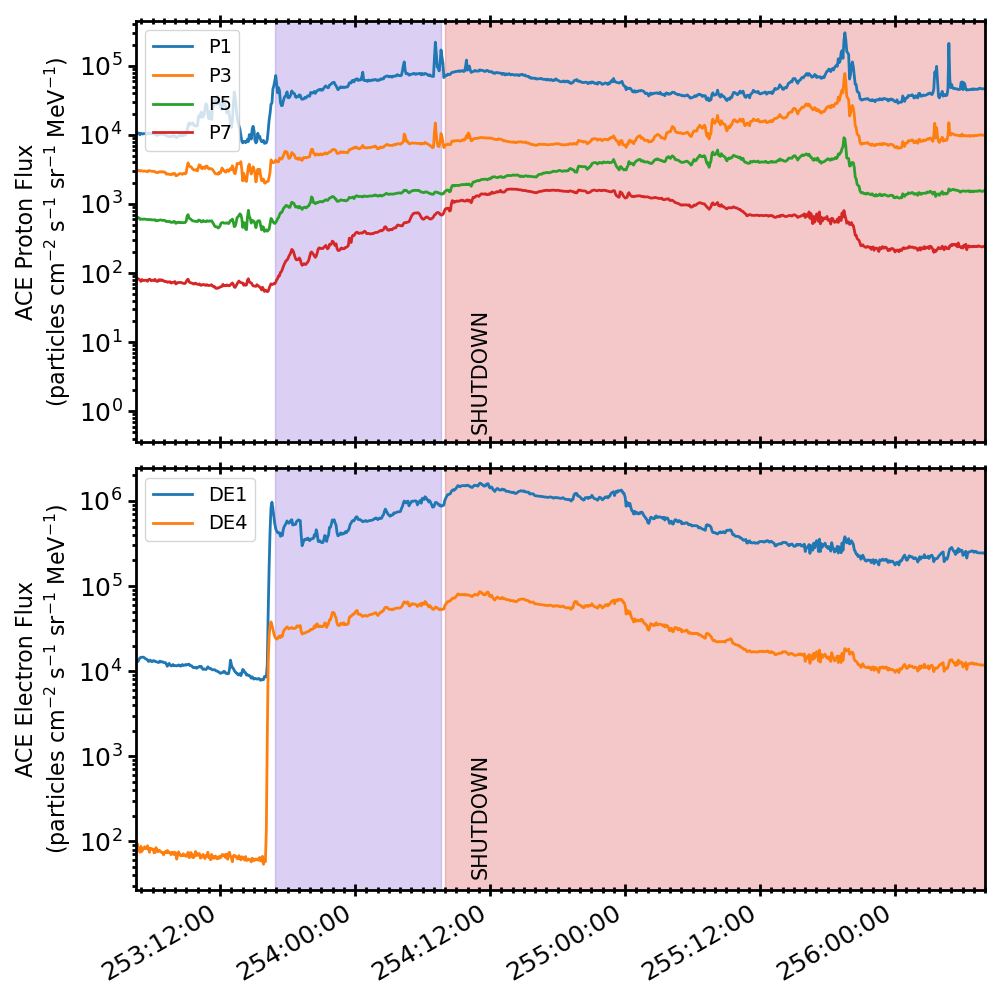 ACE Proton Flux
(particles cm⁻² s⁻¹ sr⁻¹ MeV⁻¹)
10⁵
10⁴
10³
10²
10¹
10⁰
P1
P3
P5
P7
SHUTDOWN
ACE Electron Flux
(particles cm⁻² s⁻¹ sr⁻¹ MeV⁻¹)
10⁶
10⁵
10⁴
10³
10²
DE1
DE4
SHUTDOWN
253:12:00
254:00:00
254:12:00
255:00:00
255:12:00
256:00:00